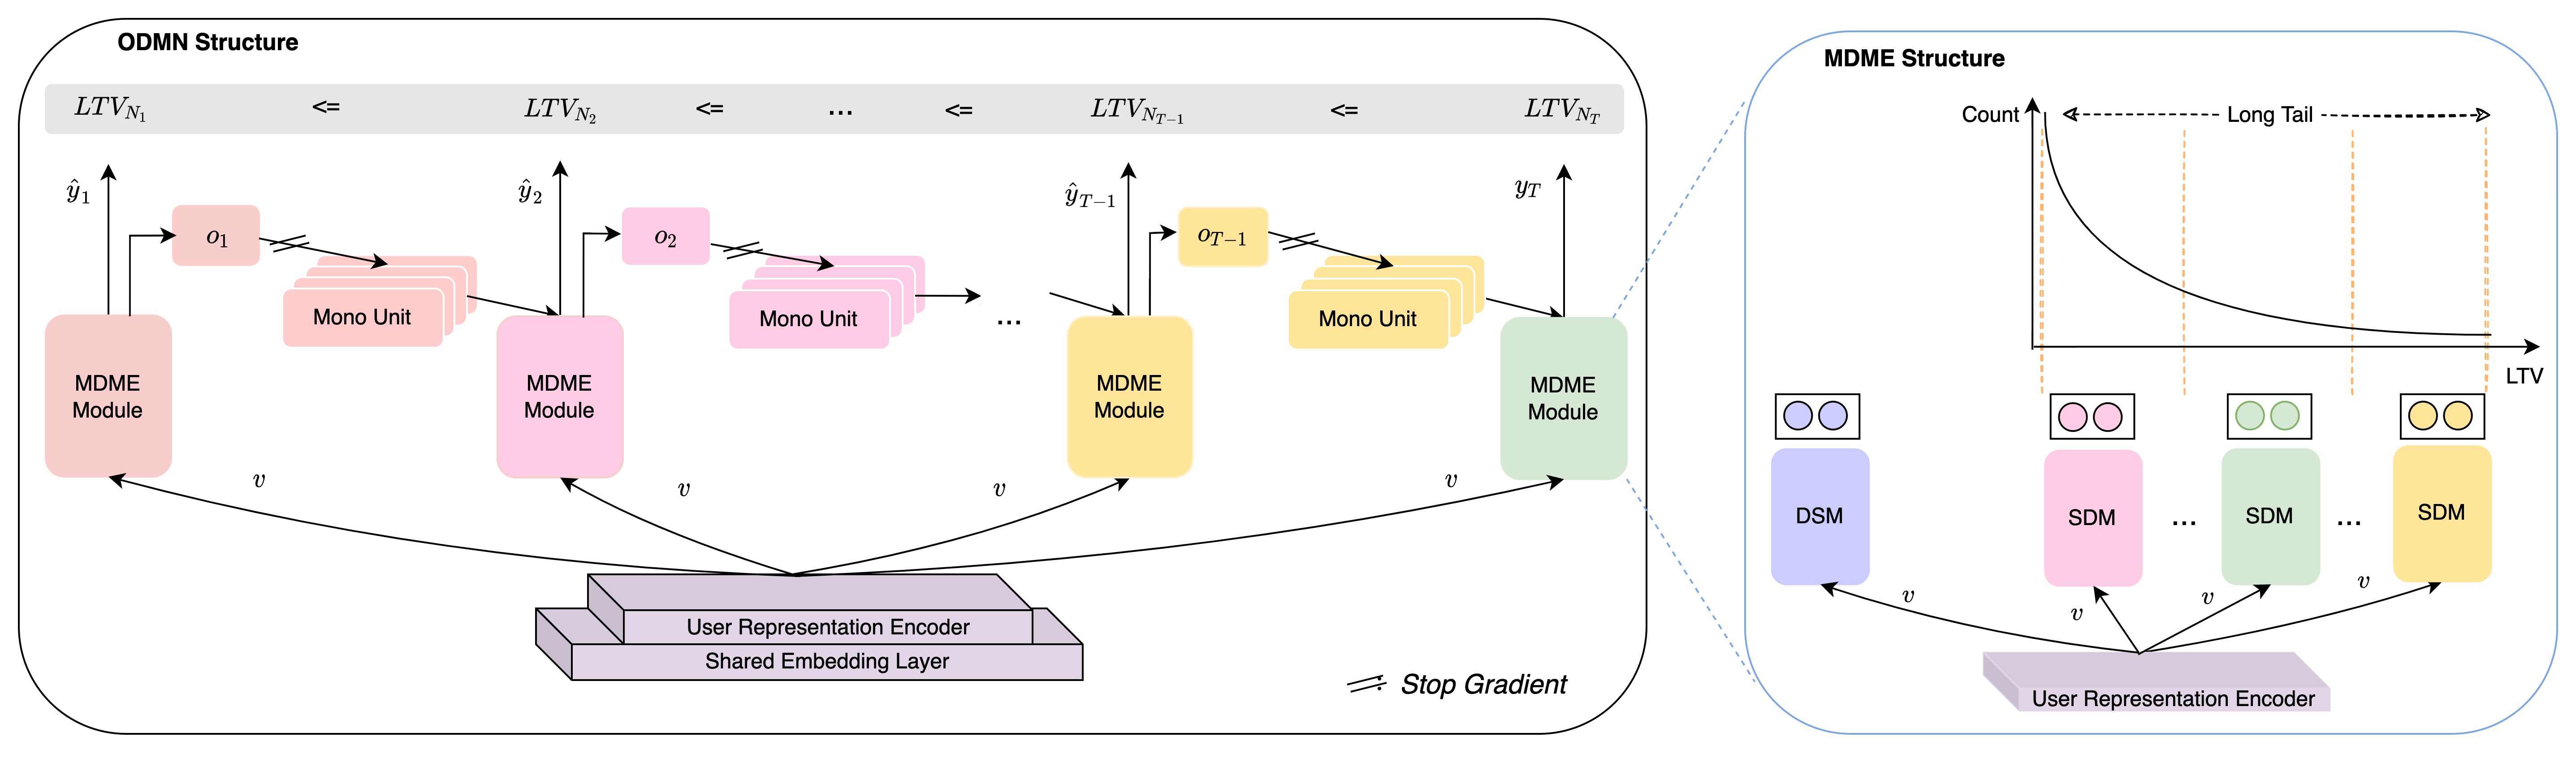 ODMN Structure
LTV_{N_1} <= LTV_{N_2} <= ... <= LTV_{N_{T-1}} <= LTV_{N_T}
ŷ_1 ŷ_2 ŷ_{T-1} y_T
o_1 o_2 o_{T-1}
Mono Unit Mono Unit ... Mono Unit
MDME Module
MDME Module
MDME Module
MDME Module
v v v v
User Representation Encoder
Shared Embedding Layer
Stop Gradient
MDME Structure
Count
Long Tail
LTV
DSM SDM ... SDM ... SDM
v v v v
User Representation Encoder